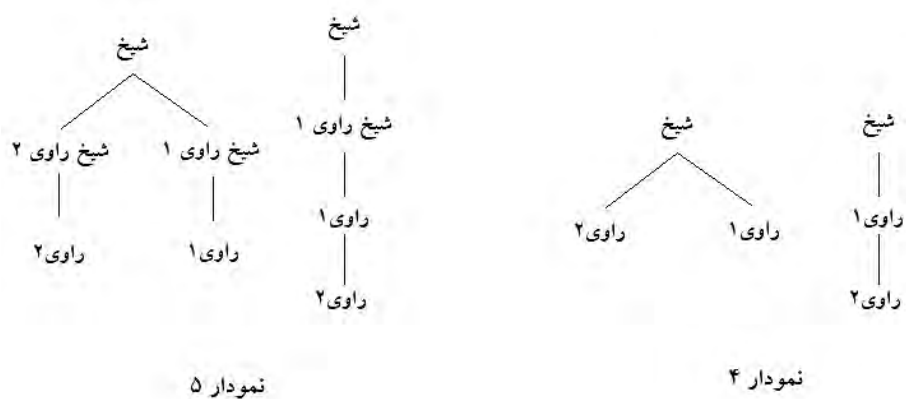 شیخ
شیخ
شیخ راوی ۱
شیخ
شیخ
شیخ راوی ۱
شیخ راوی ۲
راوی۱
راوی۱
راوی۱
راوی۲
راوی۱
راوی۲
راوی۲
راوی۲
نمودار ۴
نمودار ۵